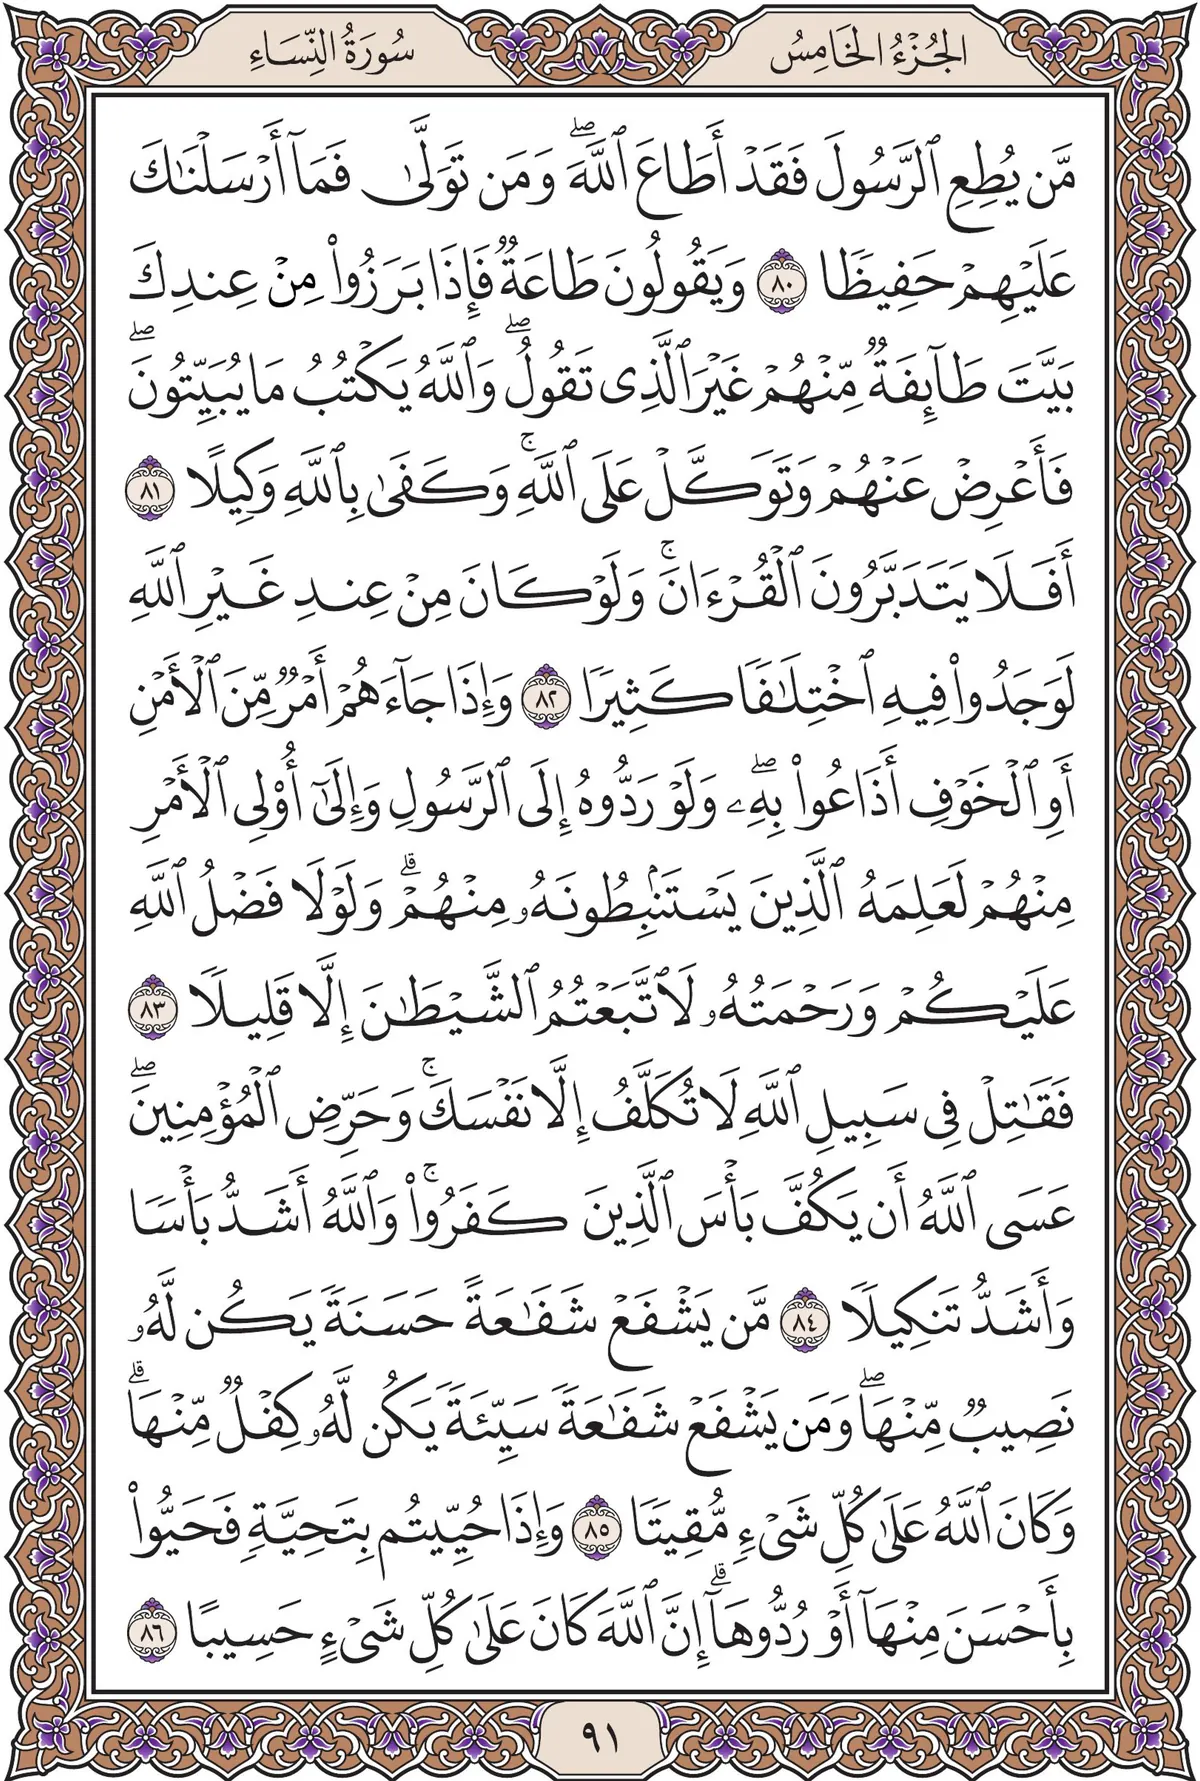 الجُزْءُ الخَامِسُ
سُورَةُ النِّسَاءِ
مَّن يُطِعِ ٱلرَّسُولَ فَقَدْ أَطَاعَ ٱللَّهَۖ وَمَن تَوَلَّىٰ فَمَآ أَرْسَلْنَٰكَ
عَلَيْهِمْ حَفِيظًا ٨٠ وَيَقُولُونَ طَاعَةٌ فَإِذَا بَرَزُوا۟ مِنْ عِندِكَ
بَيَّتَ طَآئِفَةٌ مِّنْهُمْ غَيْرَ ٱلَّذِى تَقُولُۖ وَٱللَّهُ يَكْتُبُ مَا يُبَيِّتُونَۖ
فَأَعْرِضْ عَنْهُمْ وَتَوَكَّلْ عَلَى ٱللَّهِۚ وَكَفَىٰ بِٱللَّهِ وَكِيلًا ٨١
أَفَلَا يَتَدَبَّرُونَ ٱلْقُرْءَانَۚ وَلَوْ كَانَ مِنْ عِندِ غَيْرِ ٱللَّهِ
لَوَجَدُوا۟ فِيهِ ٱخْتِلَٰفًا كَثِيرًا ٨٢ وَإِذَا جَآءَهُمْ أَمْرٌ مِّنَ ٱلْأَمْنِ
أَوِ ٱلْخَوْفِ أَذَاعُوا۟ بِهِۦۖ وَلَوْ رَدُّوهُ إِلَى ٱلرَّسُولِ وَإِلَىٰٓ أُو۟لِى ٱلْأَمْرِ
مِنْهُمْ لَعَلِمَهُ ٱلَّذِينَ يَسْتَنۢبِطُونَهُۥ مِنْهُمْۗ وَلَوْلَا فَضْلُ ٱللَّهِ
عَلَيْكُمْ وَرَحْمَتُهُۥ لَٱتَّبَعْتُمُ ٱلشَّيْطَٰنَ إِلَّا قَلِيلًا ٨٣
فَقَٰتِلْ فِى سَبِيلِ ٱللَّهِ لَا تُكَلَّفُ إِلَّا نَفْسَكَۚ وَحَرِّضِ ٱلْمُؤْمِنِينَۖ
عَسَى ٱللَّهُ أَن يَكُفَّ بَأْسَ ٱلَّذِينَ كَفَرُوا۟ۚ وَٱللَّهُ أَشَدُّ بَأْسًا
وَأَشَدُّ تَنكِيلًا ٨٤ مَّن يَشْفَعْ شَفَٰعَةً حَسَنَةً يَكُن لَّهُۥ
نَصِيبٌ مِّنْهَاۖ وَمَن يَشْفَعْ شَفَٰعَةً سَيِّئَةً يَكُن لَّهُۥ كِفْلٌ مِّنْهَاۗ
وَكَانَ ٱللَّهُ عَلَىٰ كُلِّ شَىْءٍ مُّقِيتًا ٨٥ وَإِذَا حُيِّيتُم بِتَحِيَّةٍ فَحَيُّوا۟
بِأَحْسَنَ مِنْهَآ أَوْ رُدُّوهَآۗ إِنَّ ٱللَّهَ كَانَ عَلَىٰ كُلِّ شَىْءٍ حَسِيبًا ٨٦
٩١